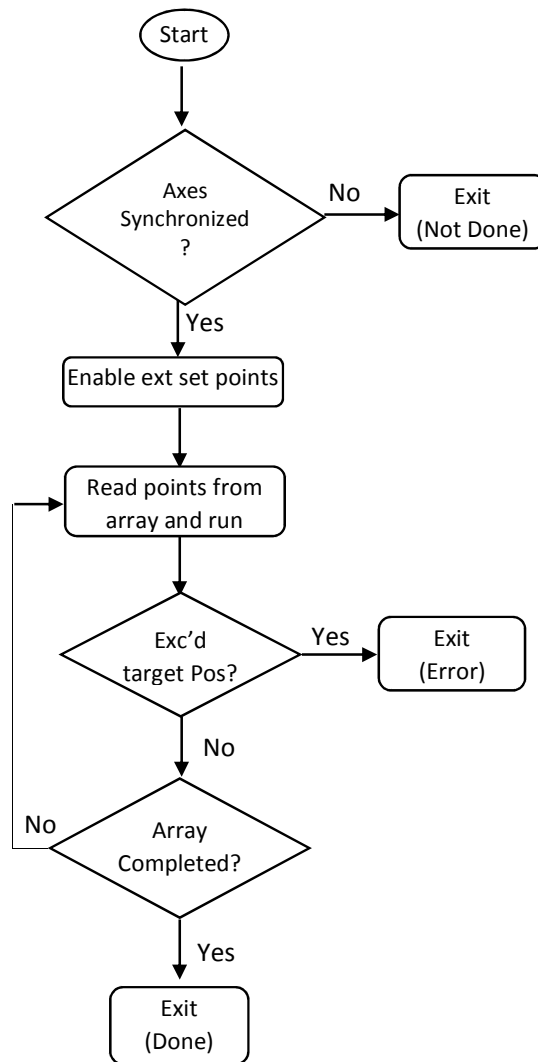 Start
Axes
Synchronized
?
No
Exit
(Not Done)
Yes
Enable ext set points
Read points from
array and run
Exc’d
target Pos?
Yes
Exit
(Error)
No
No
Array
Completed?
Yes
Exit
(Done)